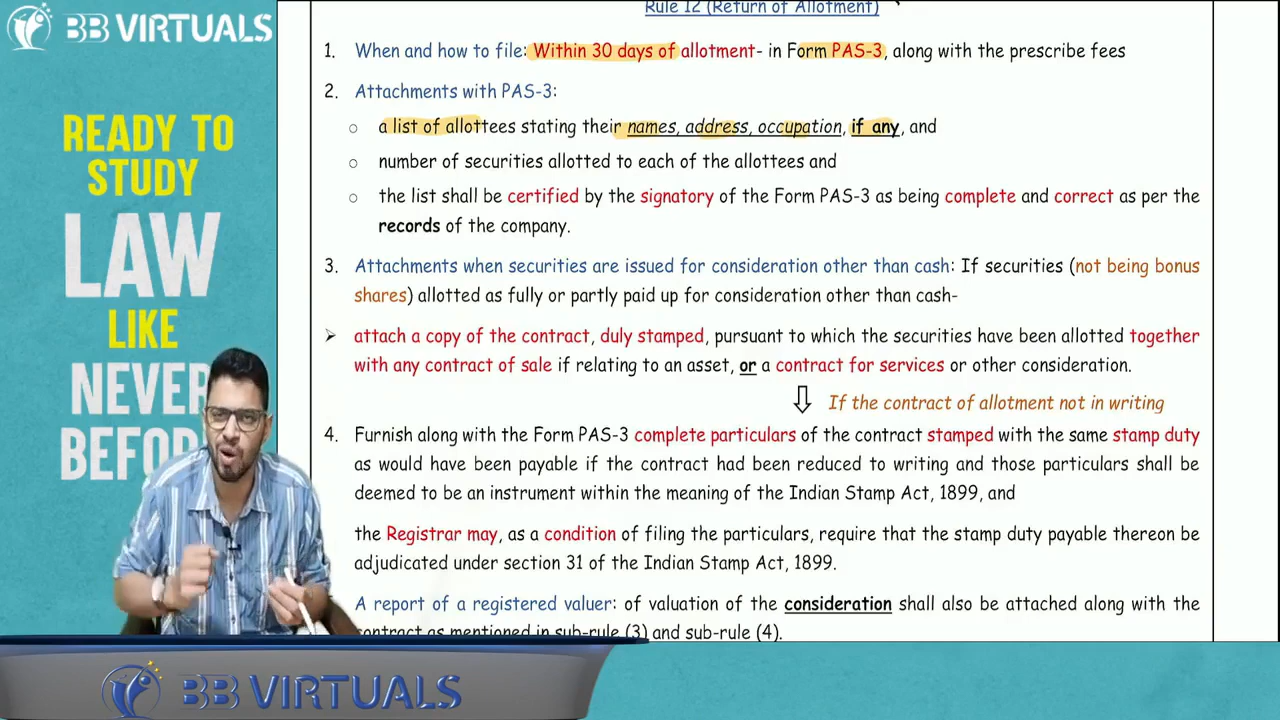 BB VIRTUALS
READY TO
STUDY
LAW
LIKE
NEVER
Rule 12 (Return of Allotment)
1. When and how to file: Within 30 days of allotment- in Form PAS-3, along with the prescribe fees
2. Attachments with PAS-3:
○ a list of allottees stating their names, address, occupation, if any, and
○ number of securities allotted to each of the allottees and
○ the list shall be certified by the signatory of the Form PAS-3 as being complete and correct as per the
records of the company.
3. Attachments when securities are issued for consideration other than cash: If securities (not being bonus
shares) allotted as fully or partly paid up for consideration other than cash-
➢ attach a copy of the contract, duly stamped, pursuant to which the securities have been allotted together
with any contract of sale if relating to an asset, or a contract for services or other consideration.
If the contract of allotment not in writing
4. Furnish along with the Form PAS-3 complete particulars of the contract stamped with the same stamp duty
as would have been payable if the contract had been reduced to writing and those particulars shall be
deemed to be an instrument within the meaning of the Indian Stamp Act, 1899, and
the Registrar may, as a condition of filing the particulars, require that the stamp duty payable thereon be
adjudicated under section 31 of the Indian Stamp Act, 1899.
A report of a registered valuer: of valuation of the consideration shall also be attached along with the
contract as mentioned in sub-rule (3) and sub-rule (4).
BB VIRTUALS